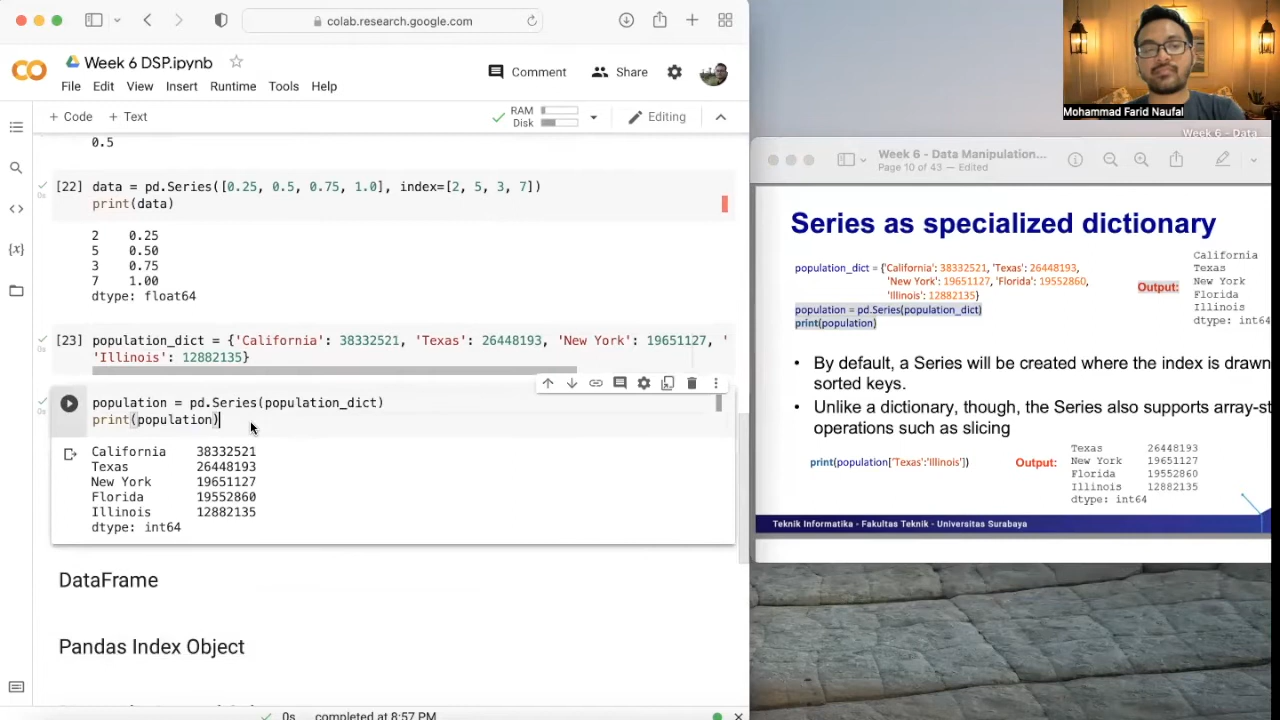 colab.research.google.com
Week 6 DSP.ipynb
Comment
Share
File Edit View Insert Runtime Tools Help
+ Code + Text
RAM
Disk
Editing
0.5
[22] data = pd.Series([0.25, 0.5, 0.75, 1.0], index=[2, 5, 3, 7])
print(data)
2 0.25
5 0.50
3 0.75
7 1.00
dtype: float64
[23] population_dict = {'California': 38332521, 'Texas': 26448193, 'New York': 19651127, '
'Illinois': 12882135}
population = pd.Series(population_dict)
print(population)
California 38332521
Texas 26448193
New York 19651127
Florida 19552860
Illinois 12882135
dtype: int64
DataFrame
Pandas Index Object
0s completed at 8:57 PM
Mohammad Farid Naufal
Week 6 - Data
Week 6 - Data Manipulation...
Page 10 of 43 — Edited
Series as specialized dictionary
population_dict = {'California': 38332521, 'Texas': 26448193,
'New York': 19651127, 'Florida': 19552860,
'Illinois': 12882135}
population = pd.Series(population_dict)
print(population)
Output:
California
Texas
New York
Florida
Illinois
dtype: int64
• By default, a Series will be created where the index is drawn
sorted keys.
• Unlike a dictionary, though, the Series also supports array-st
operations such as slicing
print(population['Texas':'Illinois'])
Output:
Texas 26448193
New York 19651127
Florida 19552860
Illinois 12882135
dtype: int64
Teknik Informatika - Fakultas Teknik - Universitas Surabaya